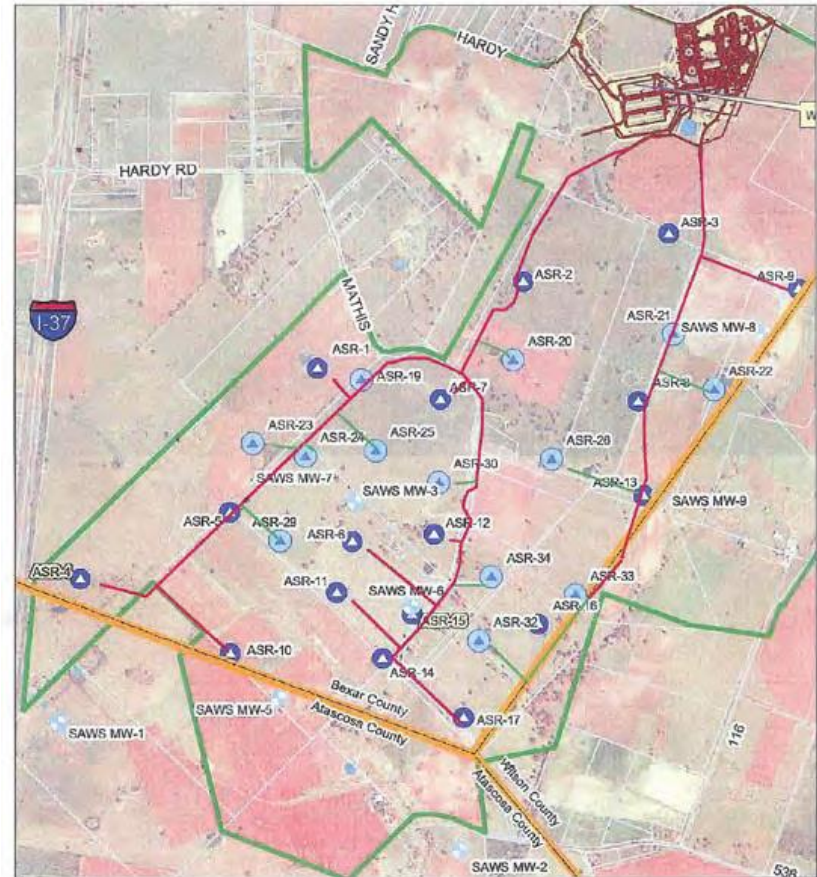 SANDY H
HARDY
W
HARDY RD
ASR-3
MATHIS
ASR-2
ASR-9
I-37
ASR-21
SAWS MW-8
ASR-1
ASR-20
ASR-19
ASR-22
ASR-7
ASR-8
ASR-23
ASR-24
ASR-25
ASR-26
ASR-30
SAWS MW-7
SAWS MW-3
ASR-13
SAWS MW-9
ASR-5
ASR-29
ASR-6
ASR-12
ASR-34
ASR-4
ASR-11
SAWS MW-6
ASR-33
ASR-16
ASR-15
ASR-32
ASR-10
ASR-14
Bexar County
Atascosa County
SAWS MW-5
ASR-17
SAWS MW-1
116
Wilson County
Atascosa County
SAWS MW-2
536